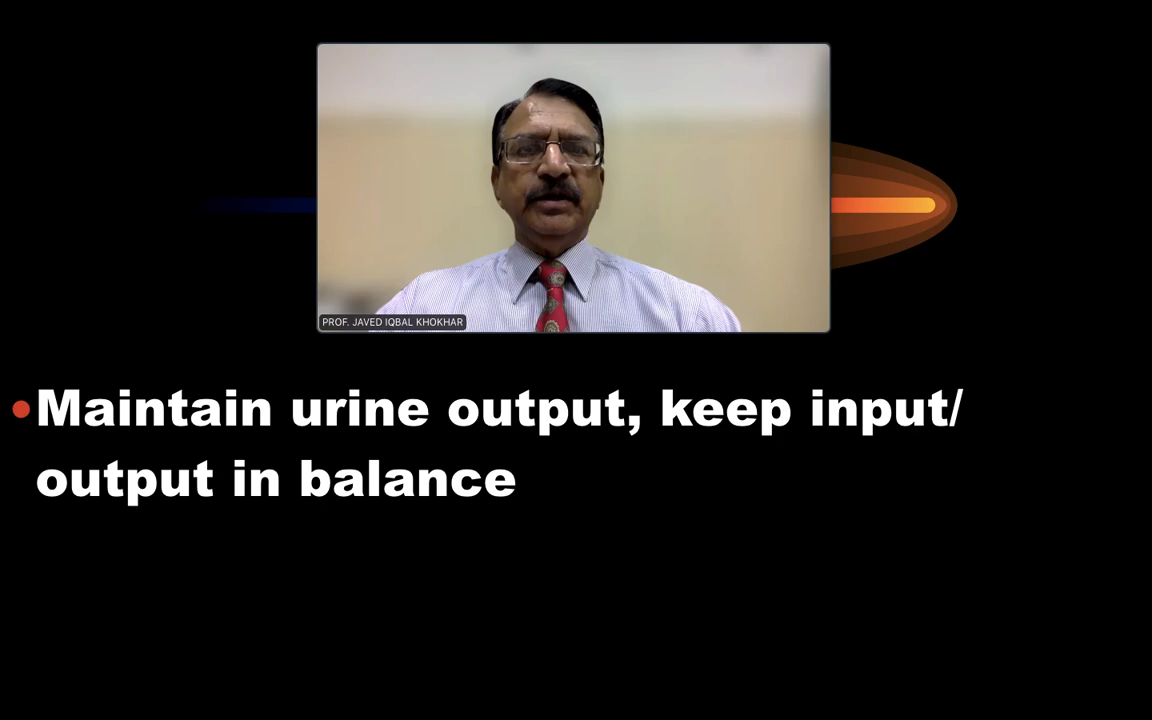 PROF. JAVED IQBAL KHOKHAR
•Maintain urine output, keep input/
output in balance